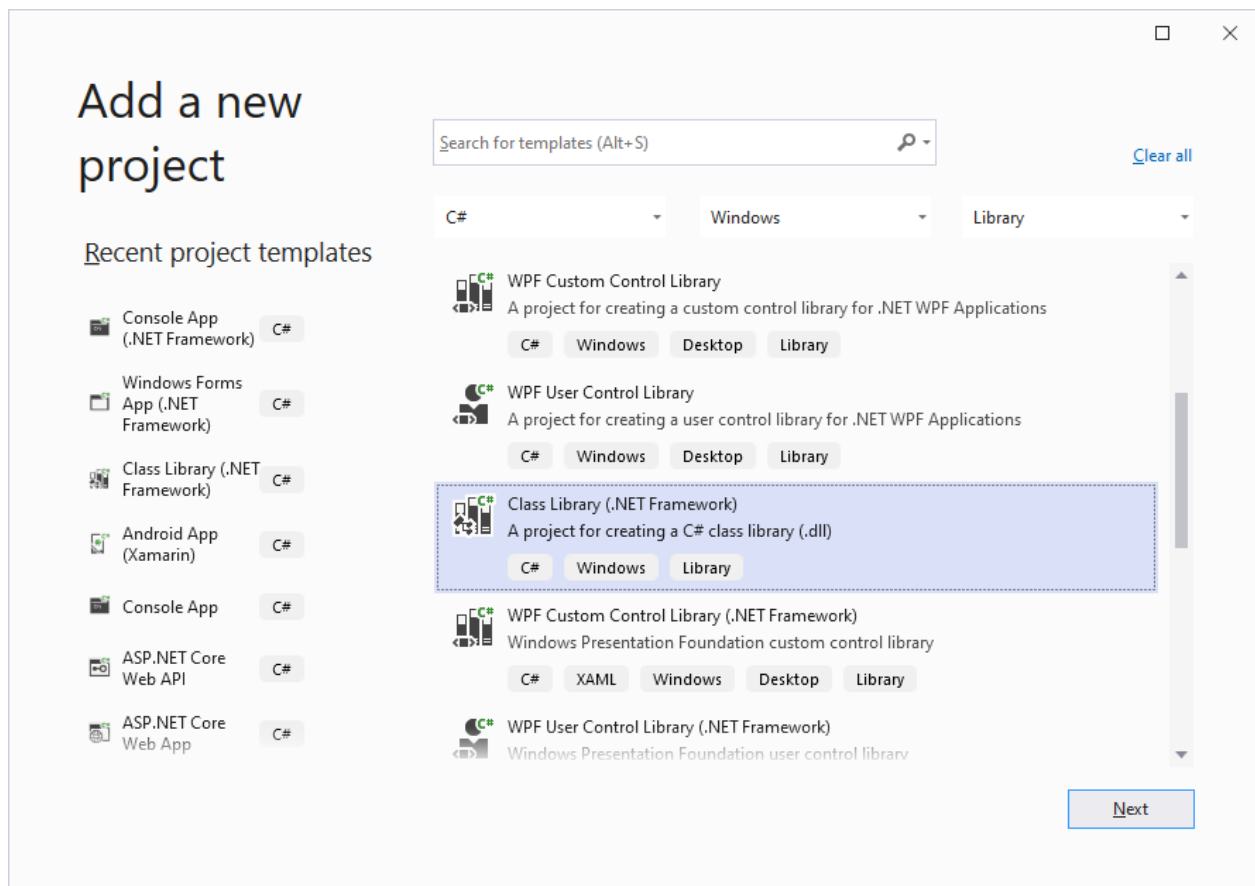 Add a new
project
Search for templates (Alt+S)
Clear all
C#
Windows
Library
Recent project templates
Console App
(.NET Framework)
C#
Windows Forms
App (.NET
Framework)
C#
Class Library (.NET
Framework)
C#
Android App
(Xamarin)
C#
Console App
C#
ASP.NET Core
Web API
C#
ASP.NET Core
Web App
C#
WPF Custom Control Library
A project for creating a custom control library for .NET WPF Applications
C# Windows Desktop Library
WPF User Control Library
A project for creating a user control library for .NET WPF Applications
C# Windows Desktop Library
Class Library (.NET Framework)
A project for creating a C# class library (.dll)
C# Windows Library
WPF Custom Control Library (.NET Framework)
Windows Presentation Foundation custom control library
C# XAML Windows Desktop Library
WPF User Control Library (.NET Framework)
Windows Presentation Foundation user control library
Next